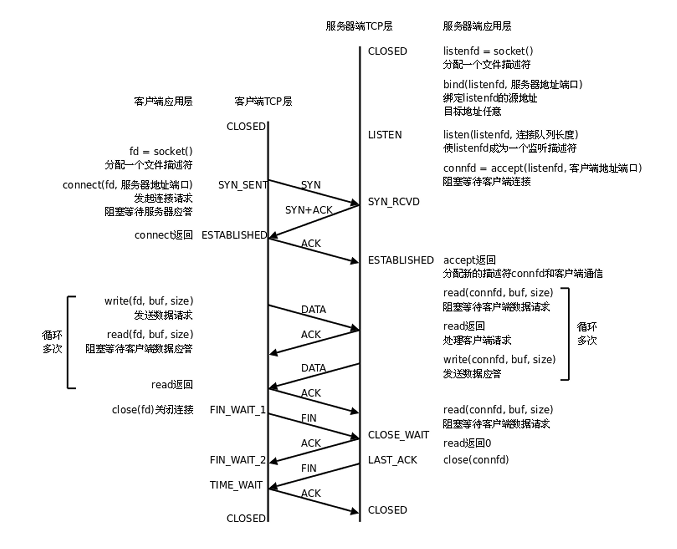 服务器端TCP层 服务器端应用层
CLOSED listenfd = socket()
分配一个文件描述符
bind(listenfd, 服务器地址端口)
绑定listenfd的源地址
客户端应用层 客户端TCP层 目标地址任意
CLOSED
LISTEN listen(listenfd, 连接队列长度)
使listenfd成为一个监听描述符
fd = socket()
分配一个文件描述符
connfd = accept(listenfd, 客户端地址端口)
阻塞等待客户端连接
connect(fd, 服务器地址端口) SYN_SENT SYN
发起连接请求
阻塞等待服务器应答
SYN_RCVD
SYN+ACK
connect返回 ESTABLISHED
ACK
ESTABLISHED accept返回
分配新的描述符connfd和客户端通信
read(connfd, buf, size)
阻塞等待客户端数据请求
write(fd, buf, size)
发送数据请求
DATA
read返回
处理客户端请求
循环
多次
循环
多次
read(fd, buf, size)
阻塞等待客户端数据应答
ACK
write(connfd, buf, size)
发送数据应答
DATA
read返回
ACK
close(fd)关闭连接 FIN_WAIT_1
read(connfd, buf, size)
阻塞等待客户端数据请求
FIN
CLOSE_WAIT
read返回0
ACK
FIN_WAIT_2
LAST_ACK close(connfd)
FIN
TIME_WAIT
ACK
CLOSED
CLOSED